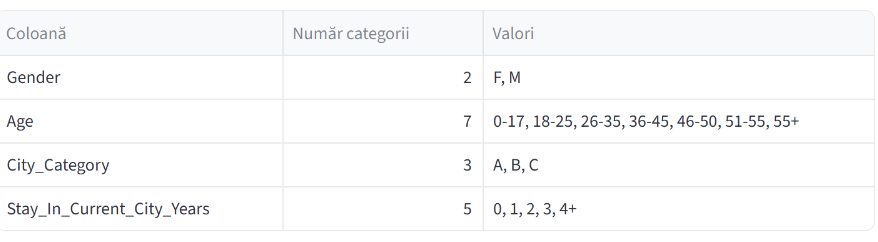 Coloană Număr categorii Valori
Gender 2 F, M
Age 7 0-17, 18-25, 26-35, 36-45, 46-50, 51-55, 55+
City_Category 3 A, B, C
Stay_In_Current_City_Years 5 0, 1, 2, 3, 4+